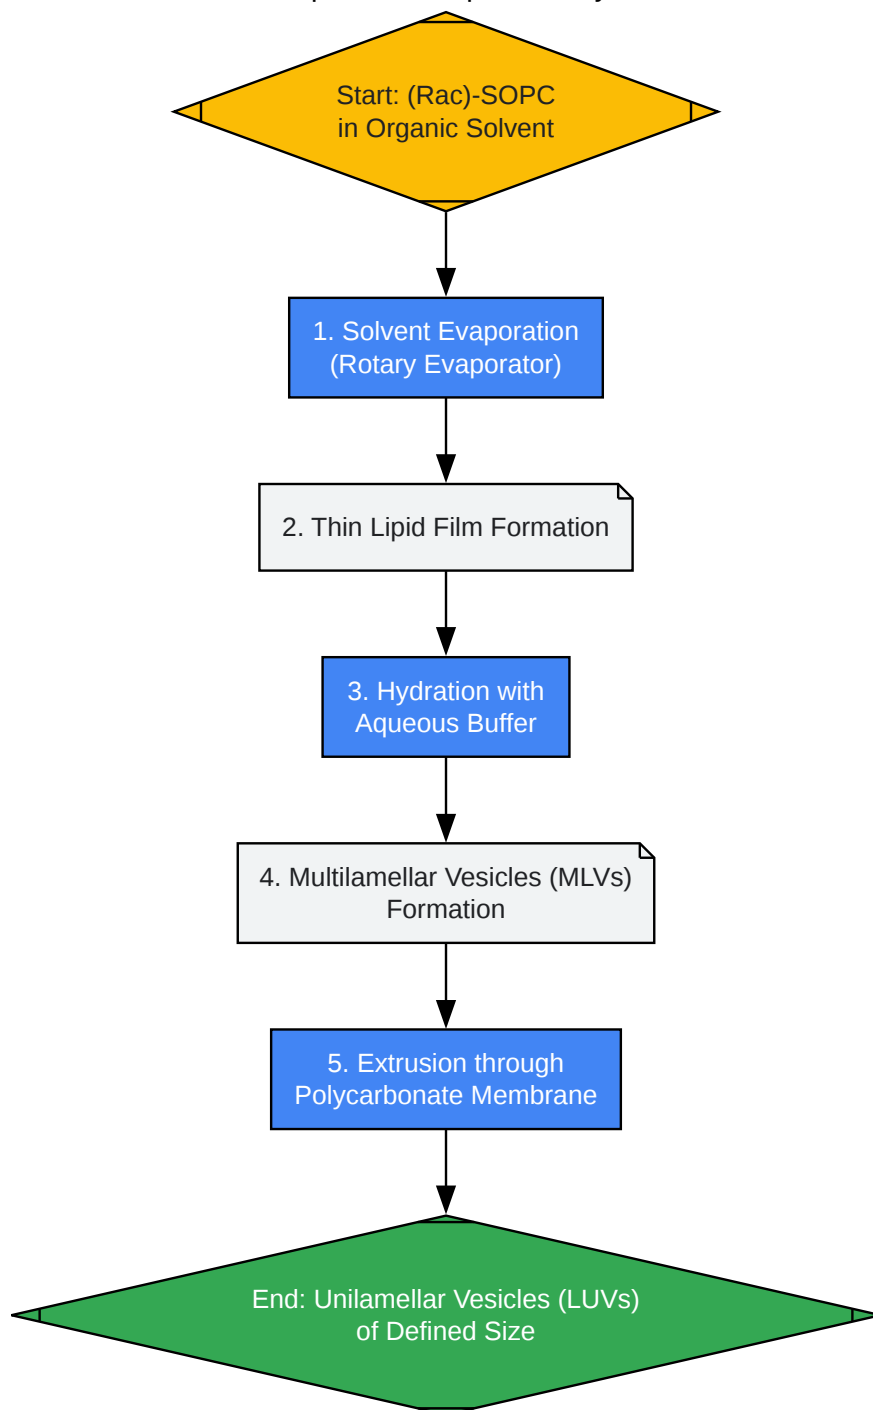 Start: (Rac)-SOPC
in Organic Solvent
1. Solvent Evaporation
(Rotary Evaporator)
2. Thin Lipid Film Formation
3. Hydration with
Aqueous Buffer
4. Multilamellar Vesicles (MLVs)
Formation
5. Extrusion through
Polycarbonate Membrane
End: Unilamellar Vesicles (LUVs)
of Defined Size